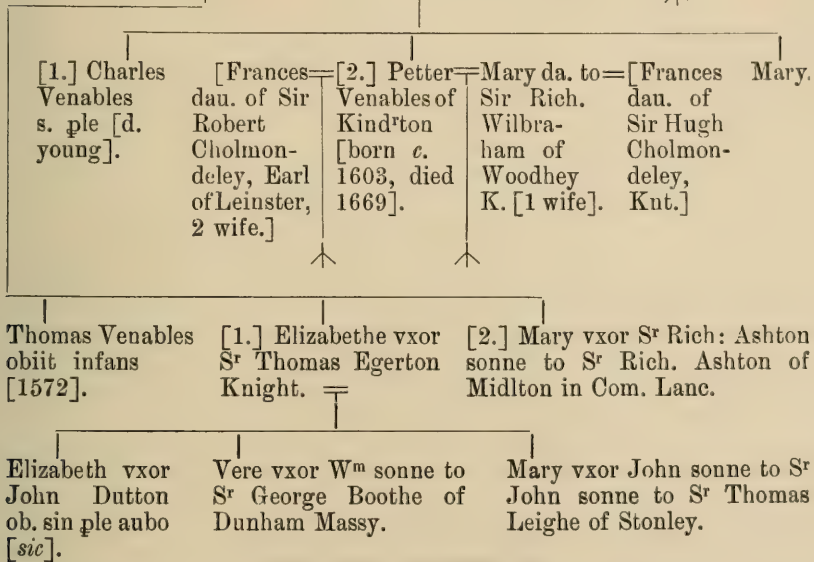 [1.] Charles
Venables
s. ꝑle [d.
young].
[Frances
dau. of Sir
Robert
Cholmon-
deley, Earl
of Leinster,
2 wife.]
[2.] Petter
Venables of
Kindʳton
[born c.
1603, died
1669].
Mary da. to
Sir Rich.
Wilbra-
ham of
Woodhey
K. [1 wife].
[Frances
dau. of
Sir Hugh
Cholmon-
deley,
Knt.]
Mary.
Thomas Venables
obiit infans
[1572].
[1.] Elizabethe vxor
Sʳ Thomas Egerton
Knight.
[2.] Mary vxor Sʳ Rich: Ashton
sonne to Sʳ Rich. Ashton of
Midlton in Com. Lanc.
Elizabeth vxor
John Dutton
ob. sin ꝑle aubo
[sic].
Vere vxor Wᵐ sonne to
Sʳ George Boothe of
Dunham Massy.
Mary vxor John sonne to Sʳ
John sonne to Sʳ Thomas
Leighe of Stonley.